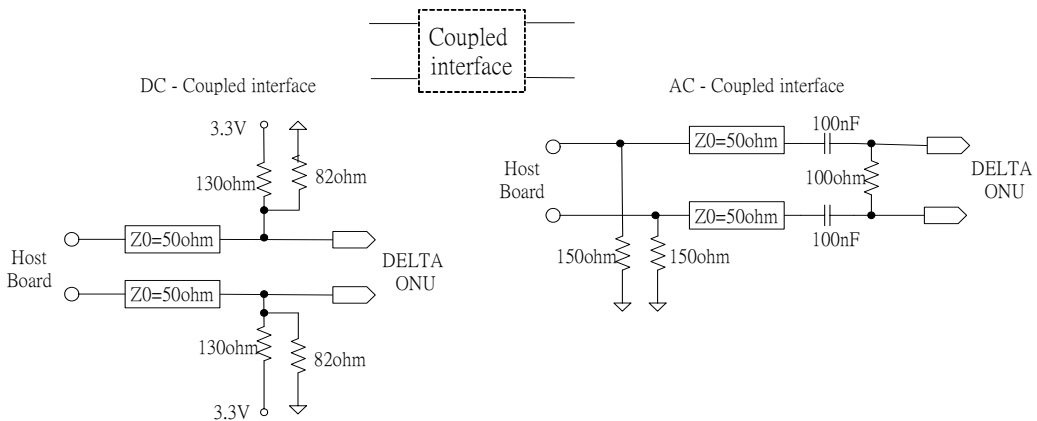 Coupled
interface
DC - Coupled interface
3.3V
130ohm
82ohm
Z0=50ohm
Host
Board
DELTA
ONU
Z0=50ohm
130ohm
82ohm
3.3V
AC - Coupled interface
100nF
Z0=50ohm
Host
Board
100ohm
DELTA
ONU
Z0=50ohm
100nF
150ohm
150ohm